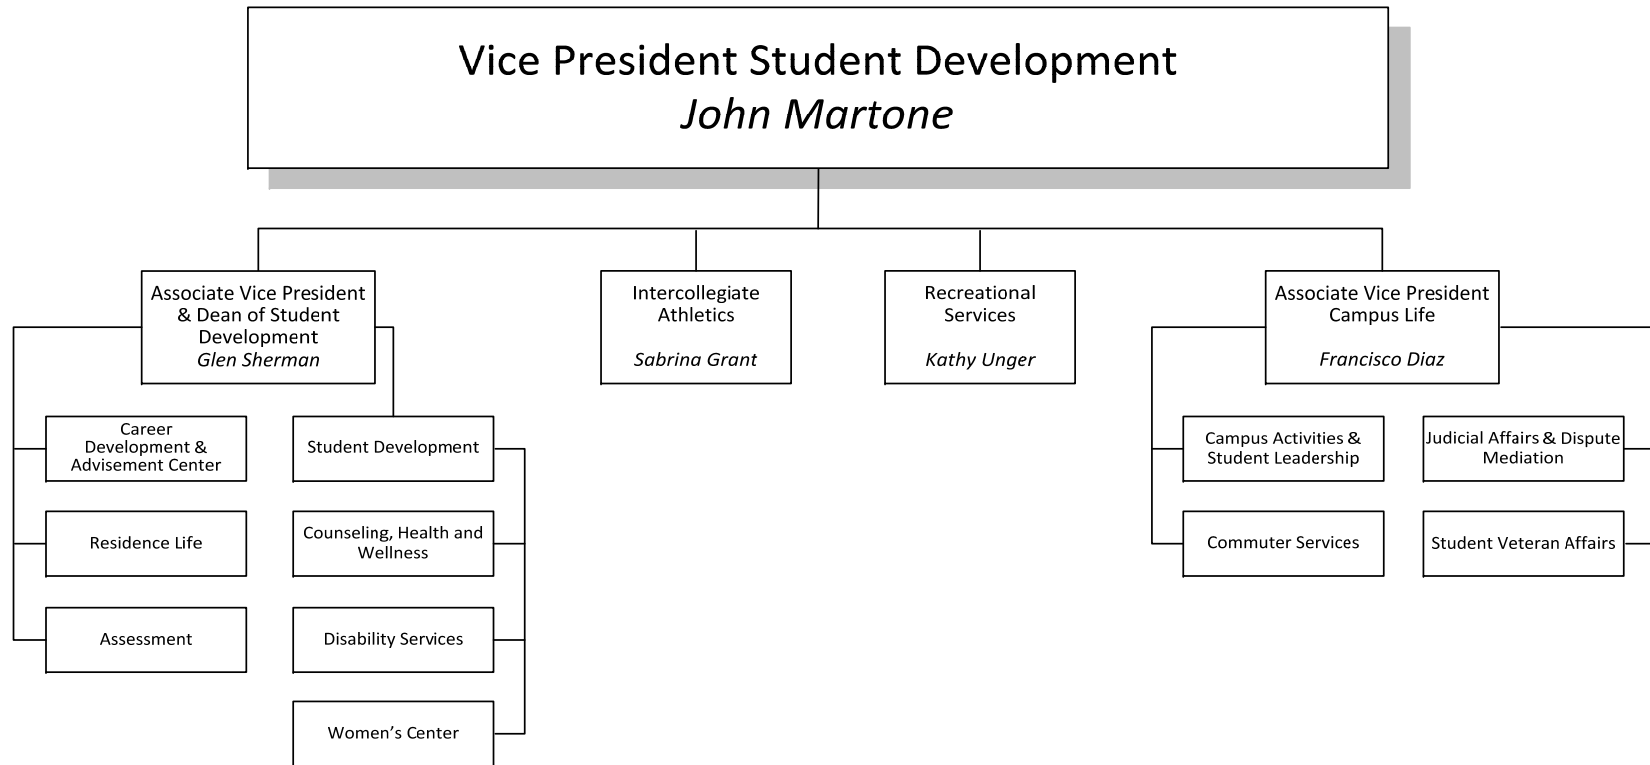 Vice President Student Development
John Martone
Associate Vice President
& Dean of Student
Development
Glen Sherman
Intercollegiate
Athletics
Sabrina Grant
Recreational
Services
Kathy Unger
Associate Vice President
Campus Life
Francisco Diaz
Career
Development &
Advisement Center
Student Development
Campus Activities &
Student Leadership
Judicial Affairs & Dispute
Mediation
Residence Life
Counseling, Health and
Wellness
Commuter Services
Student Veteran Affairs
Assessment
Disability Services
Women’s Center